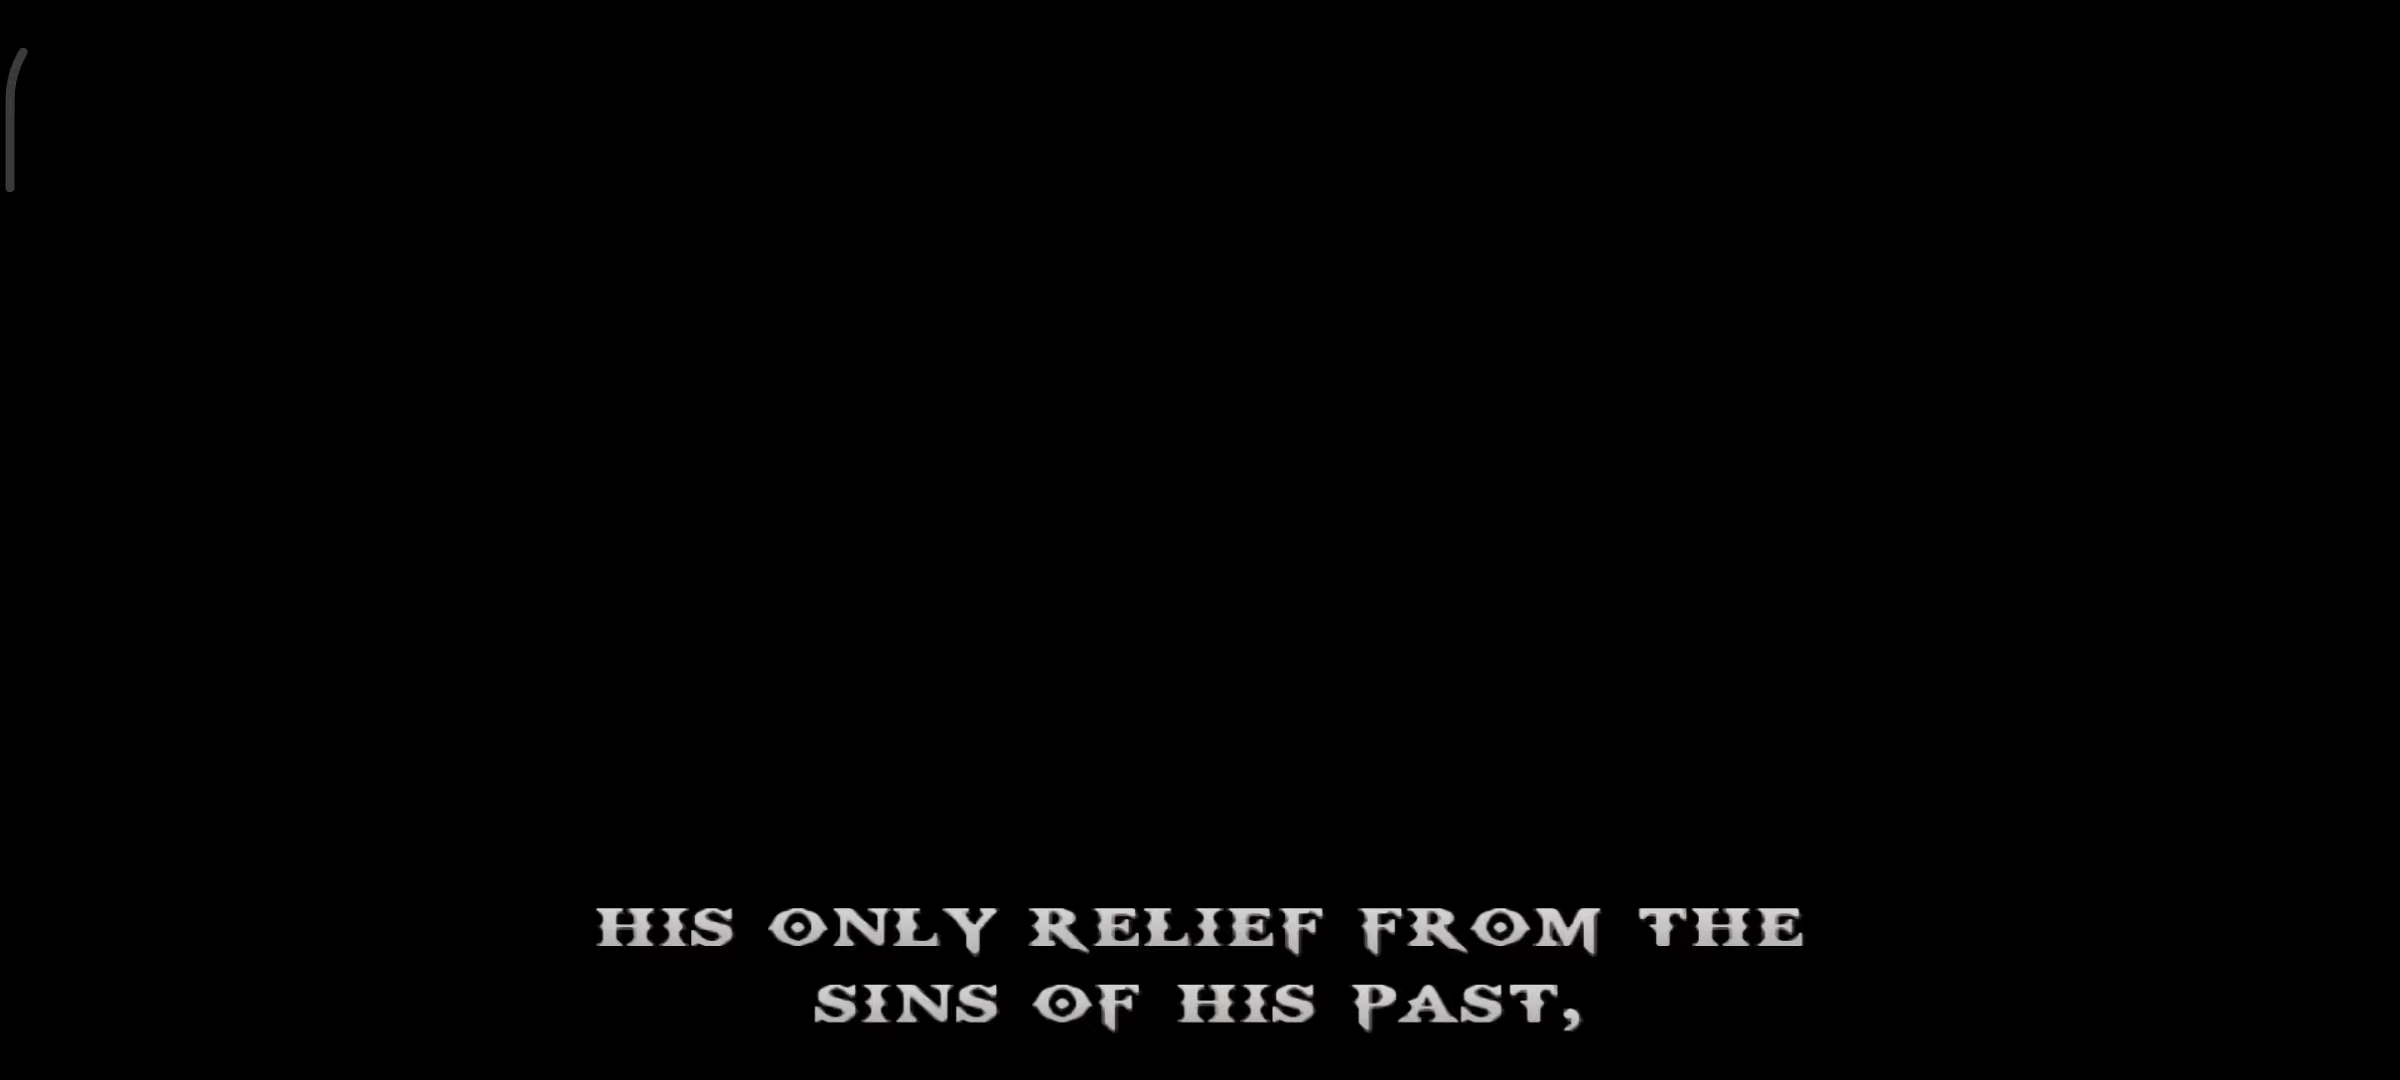 HIS ONLY RELIEF FROM THE
SINS OF HIS PAST,